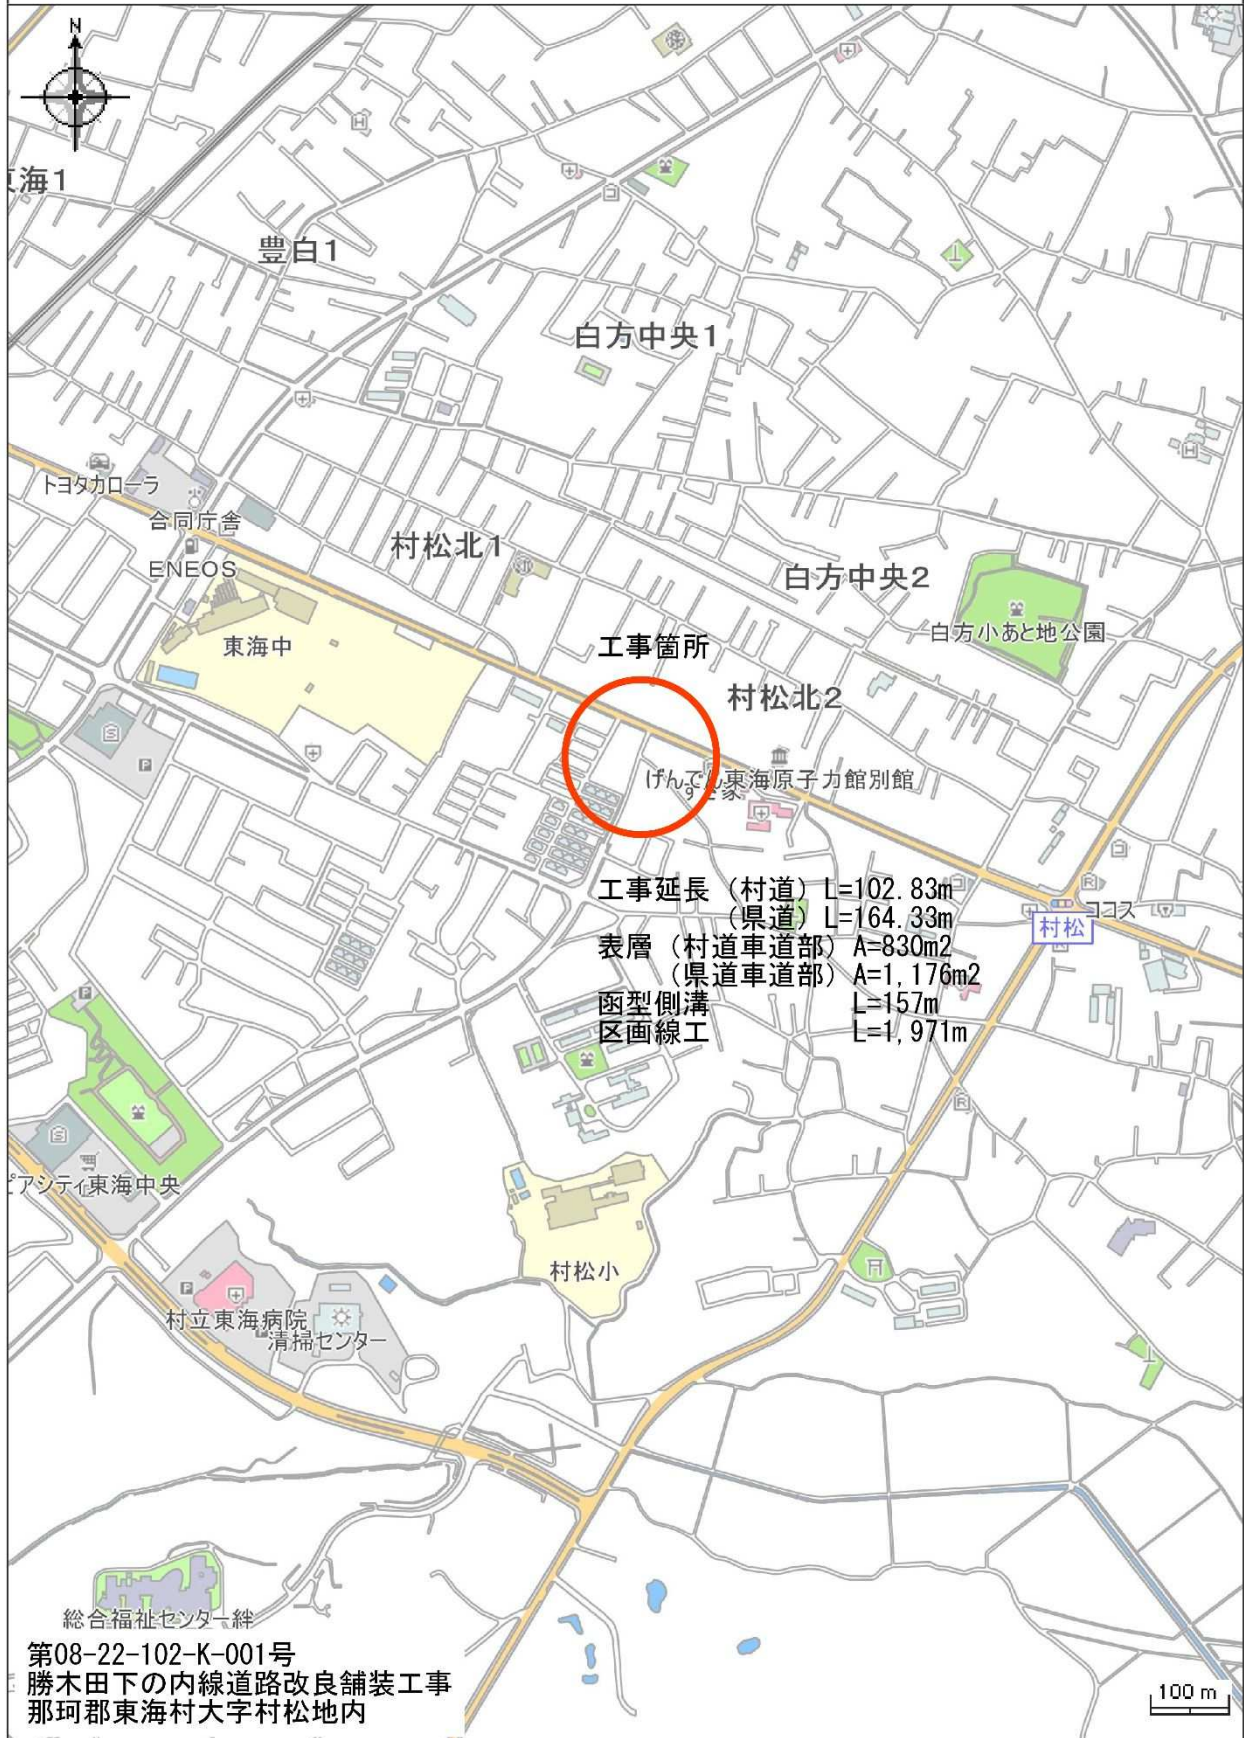 N
東海1
豊白1
白方中央1
トヨタカローラ
合同庁舎
ENEOS
村松北1
白方中央2
白方小あと地公園
東海中
工事箇所
村松北2
げんでん東海原子力館別館
すき家
工事延長（村道）L=102.83m
（県道）L=164.33m
表層（村道車道部）A=830m2
（県道車道部）A=1,176m2
函型側溝 L=157m
区画線工 L=1,971m
ココス
村松
ピアシティ東海中央
村松小
村立東海病院
清掃センター
総合福祉センター絆
第08-22-102-K-001号
勝木田下の内線道路改良舗装工事
那珂郡東海村大字村松地内
100 m